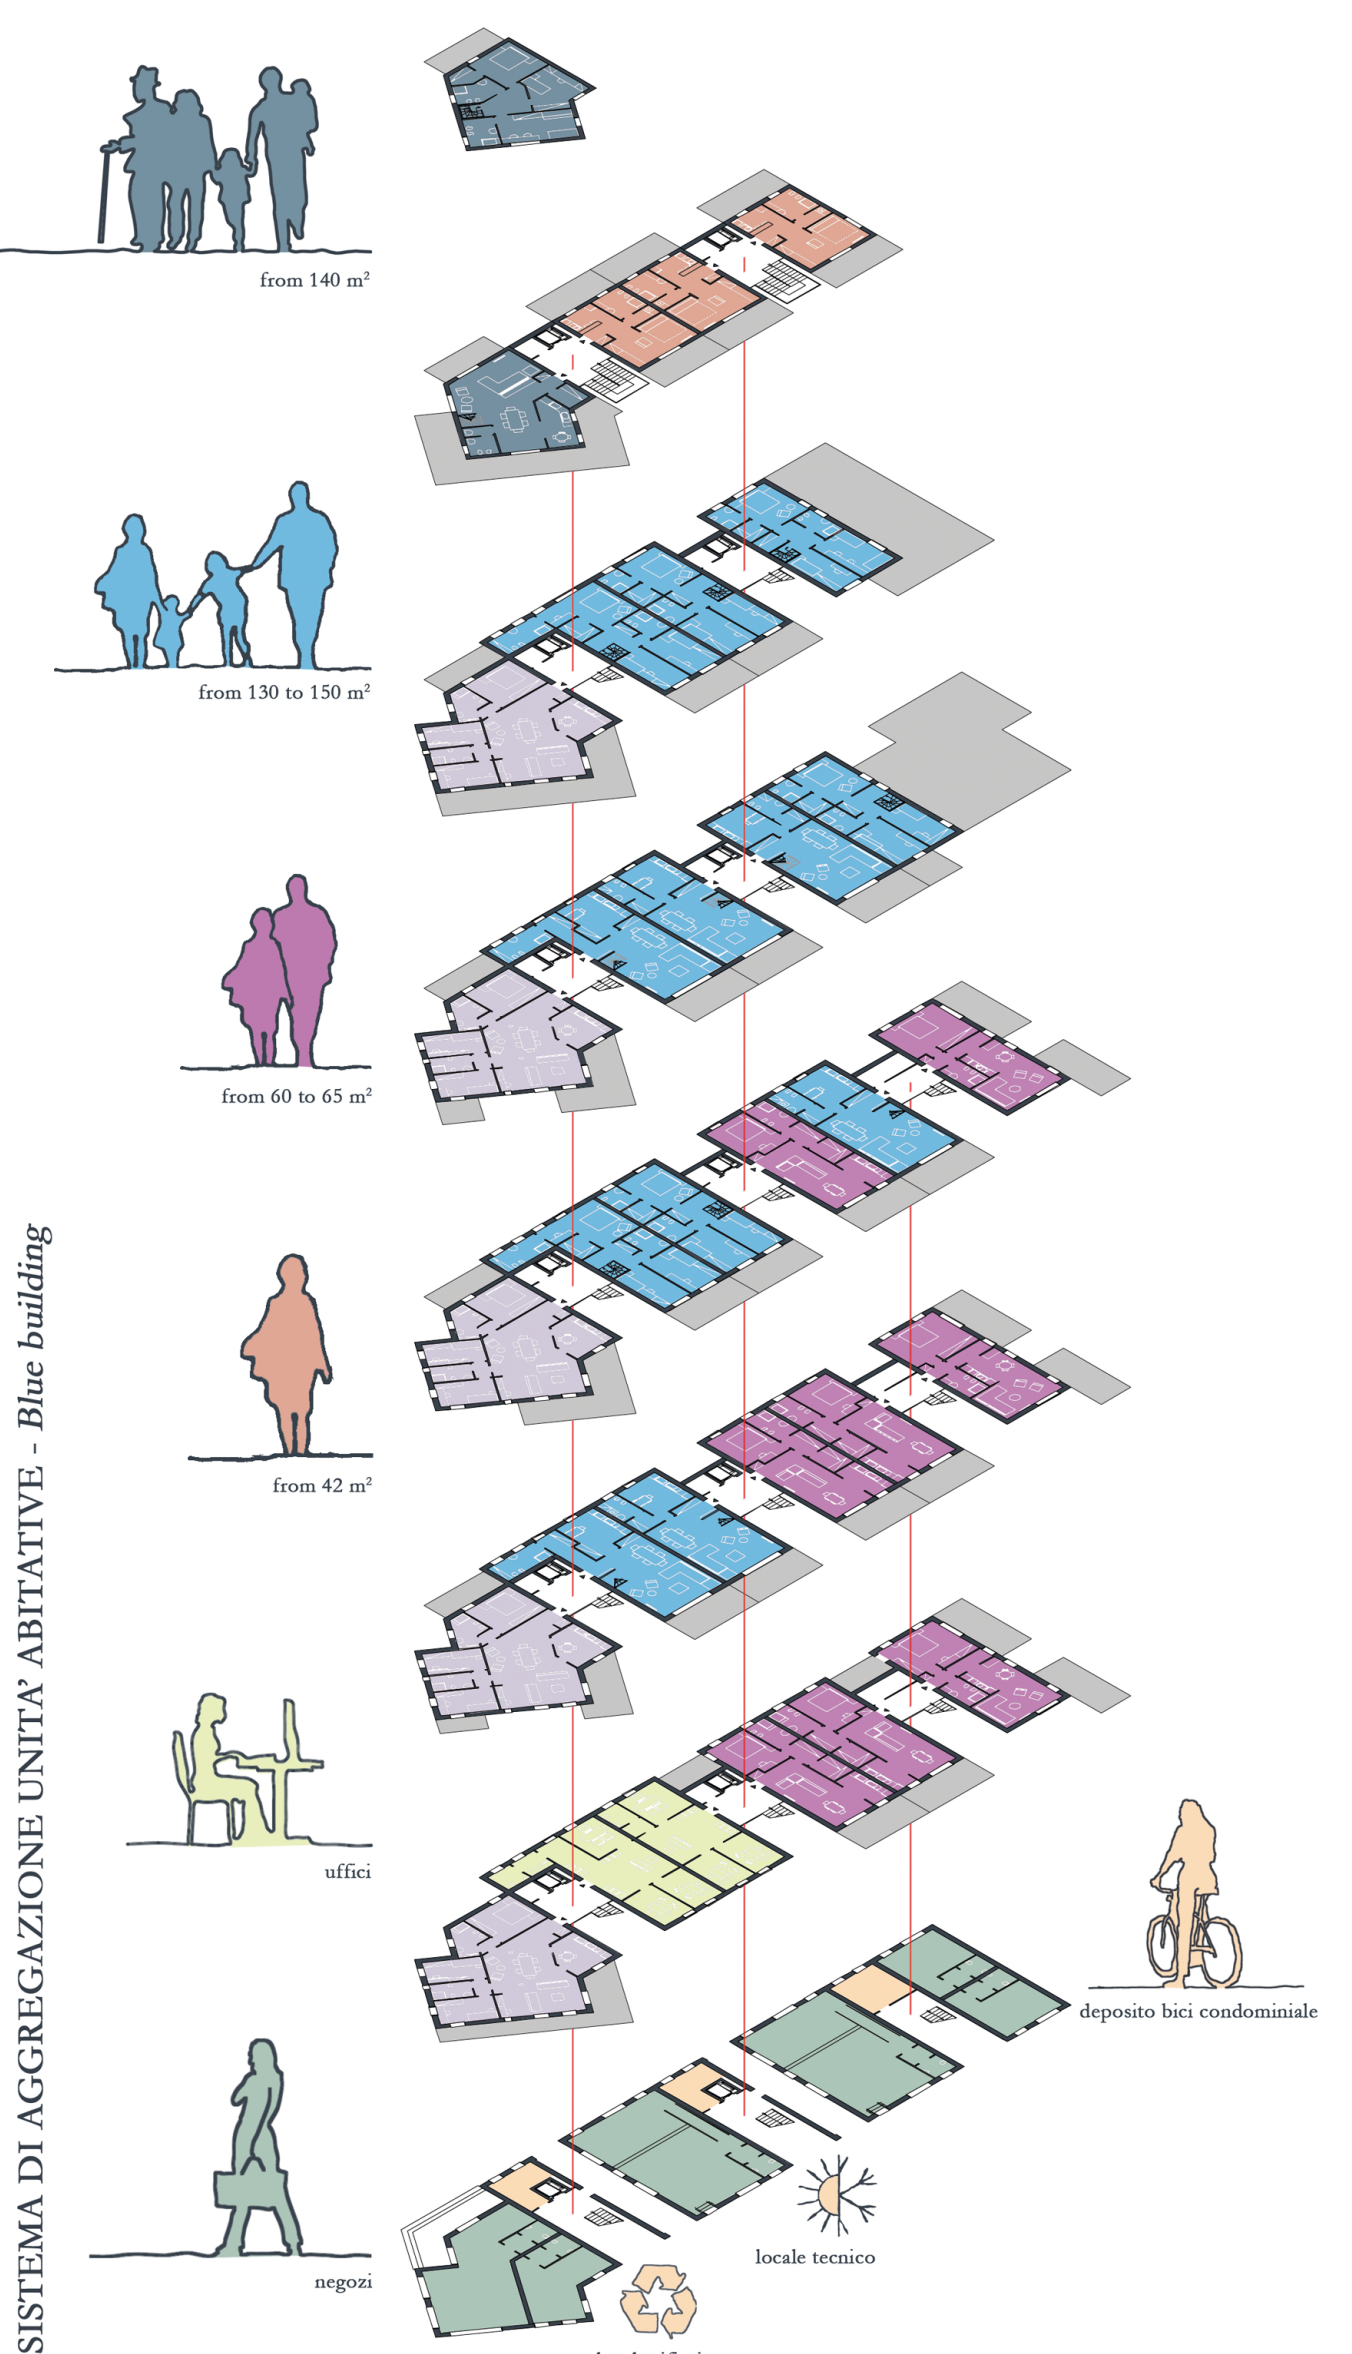 from 140 m²
from 130 to 150 m²
from 60 to 65 m²
from 42 m²
uffici
negozi
deposito bici condominiale
locale tecnico
SISTEMA DI AGGREGAZIONE UNITA' ABITATIVE - Blue building